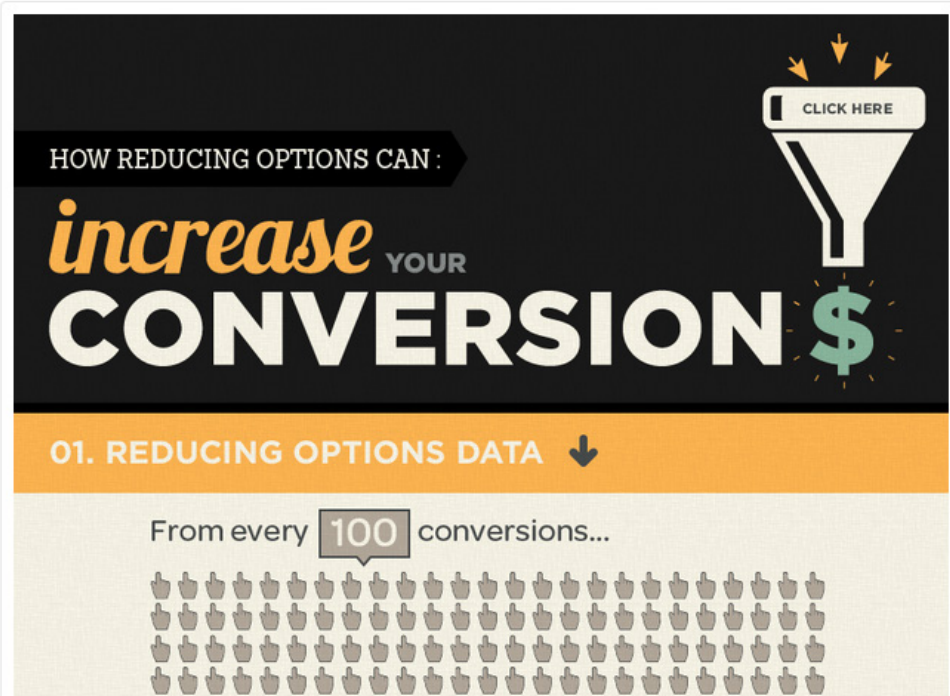 CLICK HERE
HOW REDUCING OPTIONS CAN :
increase YOUR
CONVERSION$
01. REDUCING OPTIONS DATA
From every 100 conversions...